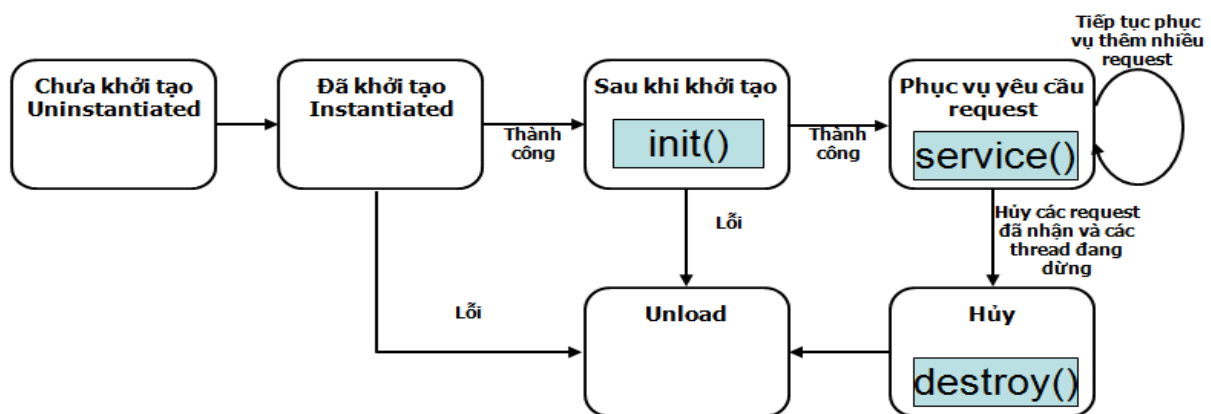 Tiếp tục phục
vụ thêm nhiều
request
Chưa khởi tạo
Uninstantiated
Đã khởi tạo
Instantiated
Thành
công
Sau khi khởi tạo
init()
Thành
công
Phục vụ yêu cầu
request
service()
Lỗi
Lỗi
Hủy các request
đã nhận và các
thread đang
dừng
Unload
Hủy
destroy()